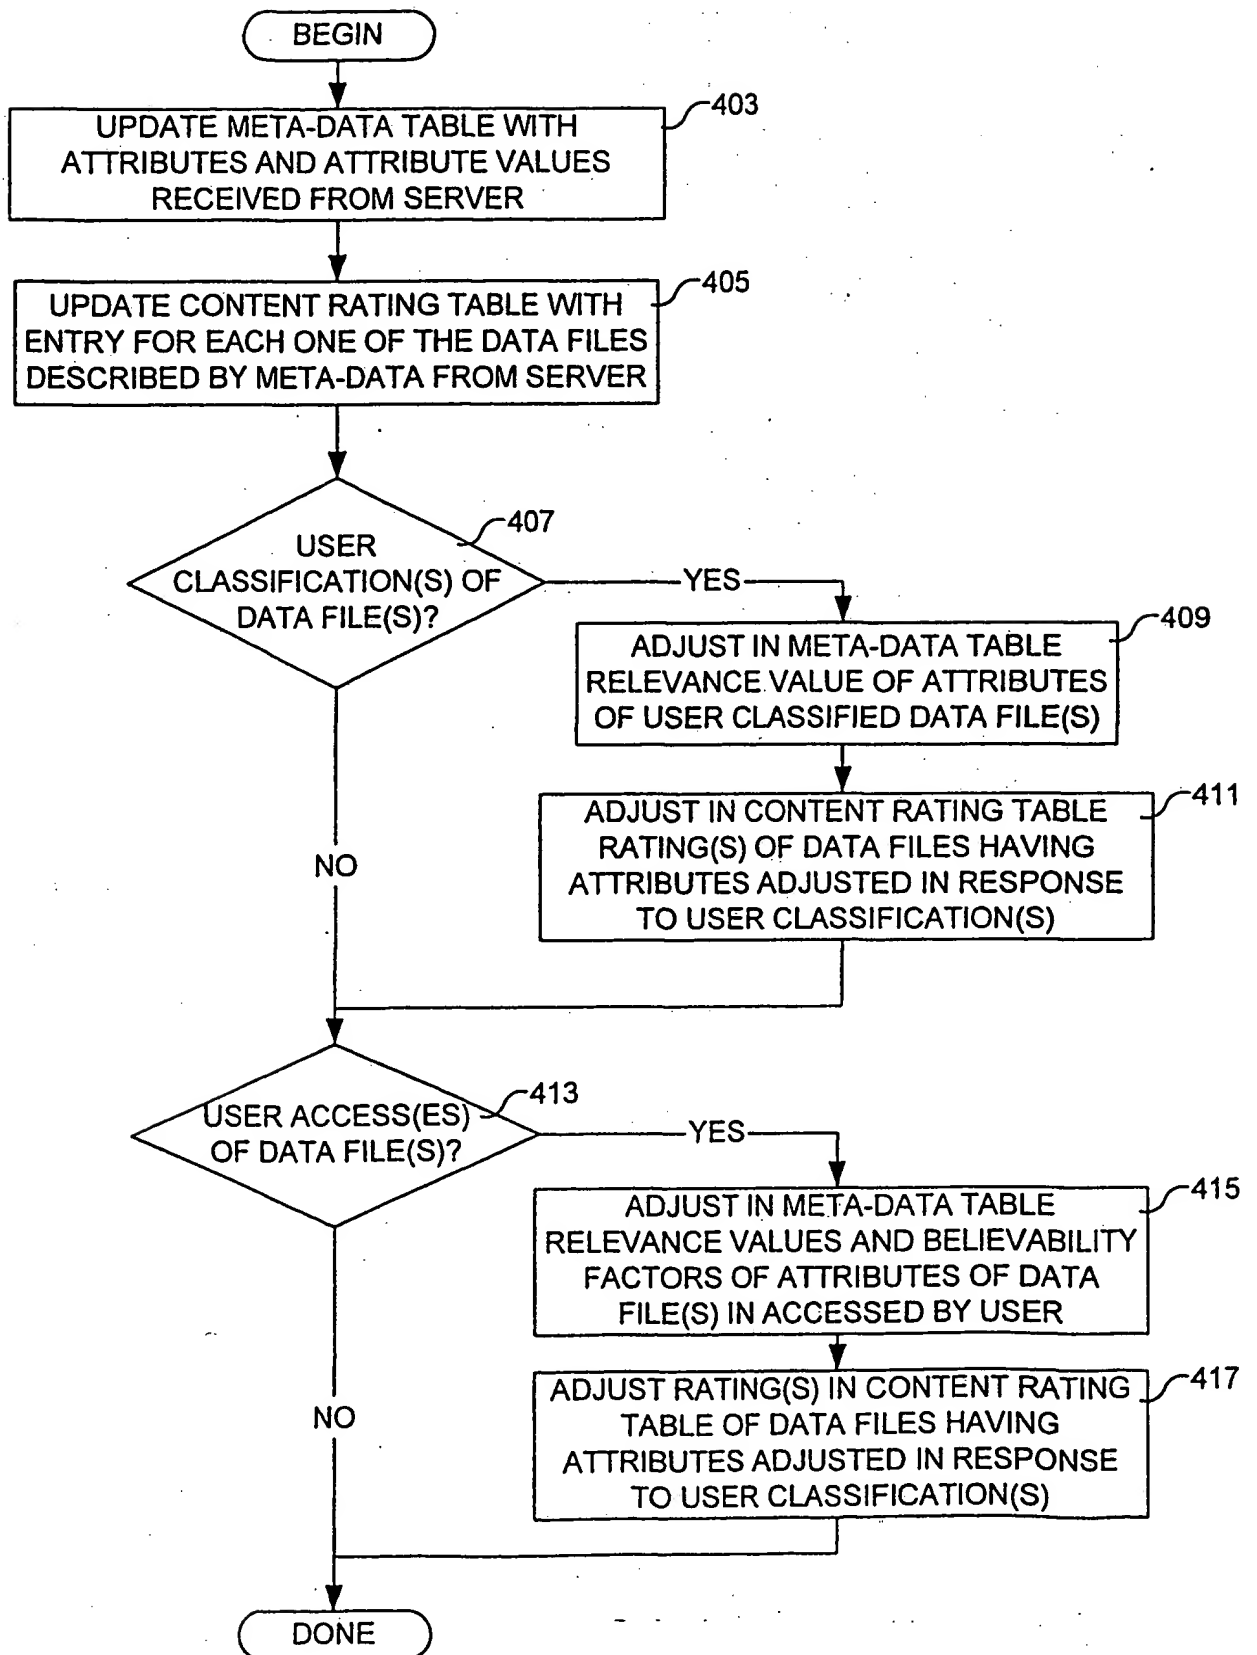 BEGIN
403
UPDATE META-DATA TABLE WITH
ATTRIBUTES AND ATTRIBUTE VALUES
RECEIVED FROM SERVER
405
UPDATE CONTENT RATING TABLE WITH
ENTRY FOR EACH ONE OF THE DATA FILES
DESCRIBED BY META-DATA FROM SERVER
407
USER
CLASSIFICATION(S) OF
DATA FILE(S)?
YES
409
ADJUST IN META-DATA TABLE
RELEVANCE VALUE OF ATTRIBUTES
OF USER CLASSIFIED DATA FILE(S)
411
ADJUST IN CONTENT RATING TABLE
RATING(S) OF DATA FILES HAVING
ATTRIBUTES ADJUSTED IN RESPONSE
TO USER CLASSIFICATION(S)
NO
413
USER ACCESS(ES)
OF DATA FILE(S)?
YES
415
ADJUST IN META-DATA TABLE
RELEVANCE VALUES AND BELIEVABILITY
FACTORS OF ATTRIBUTES OF DATA
FILE(S) IN ACCESSED BY USER
417
ADJUST RATING(S) IN CONTENT RATING
TABLE OF DATA FILES HAVING
ATTRIBUTES ADJUSTED IN RESPONSE
TO USER CLASSIFICATION(S)
NO
DONE